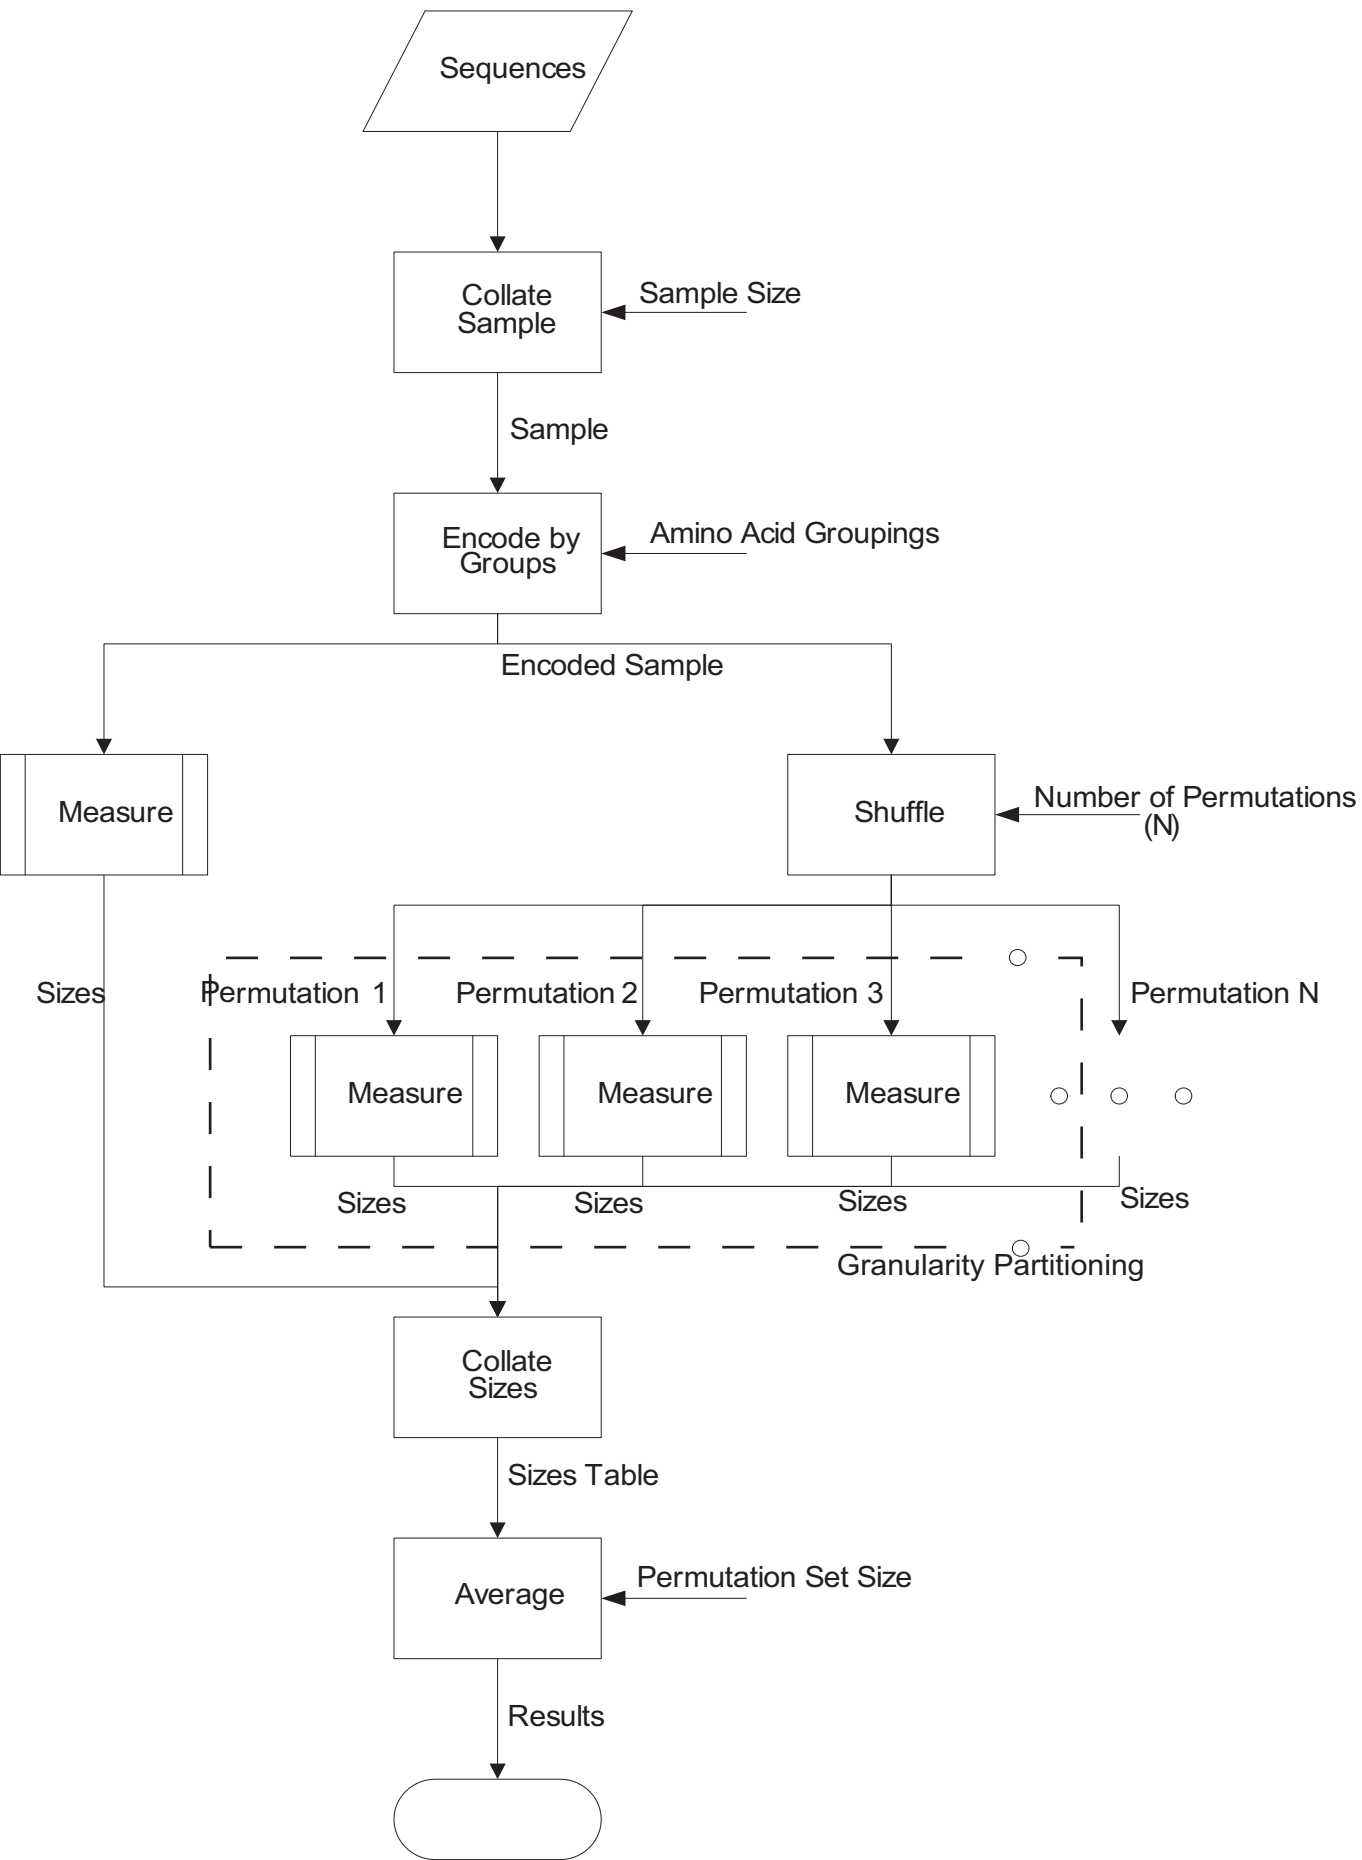 Sequences
Collate
Sample
Sample Size
Sample
Encode by
Groups
Amino Acid Groupings
Encoded Sample
Measure
Shuffle
Number of Permutations
(N)
Sizes
Permutation 1
Permutation 2
Permutation 3
Permutation N
Measure
Measure
Measure
Sizes
Sizes
Sizes
Sizes
Granularity Partitioning
Collate
Sizes
Sizes Table
Average
Permutation Set Size
Results